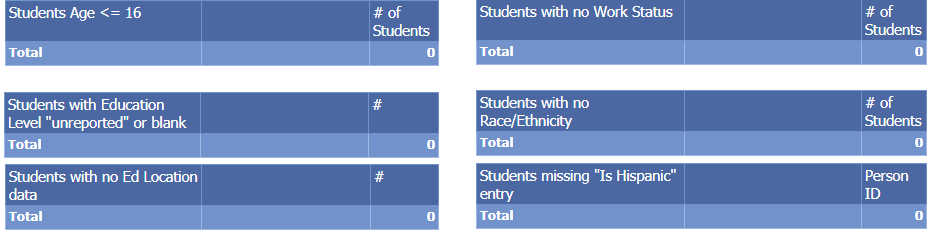 Students Age <= 16
# of
Students
Total 0
Students with no Work Status
# of
Students
Total 0
Students with Education
Level "unreported" or blank
#
Total 0
Students with no
Race/Ethnicity
# of
Students
Total 0
Students with no Ed Location
data
#
Total 0
Students missing "Is Hispanic"
entry
Person
ID
Total 0